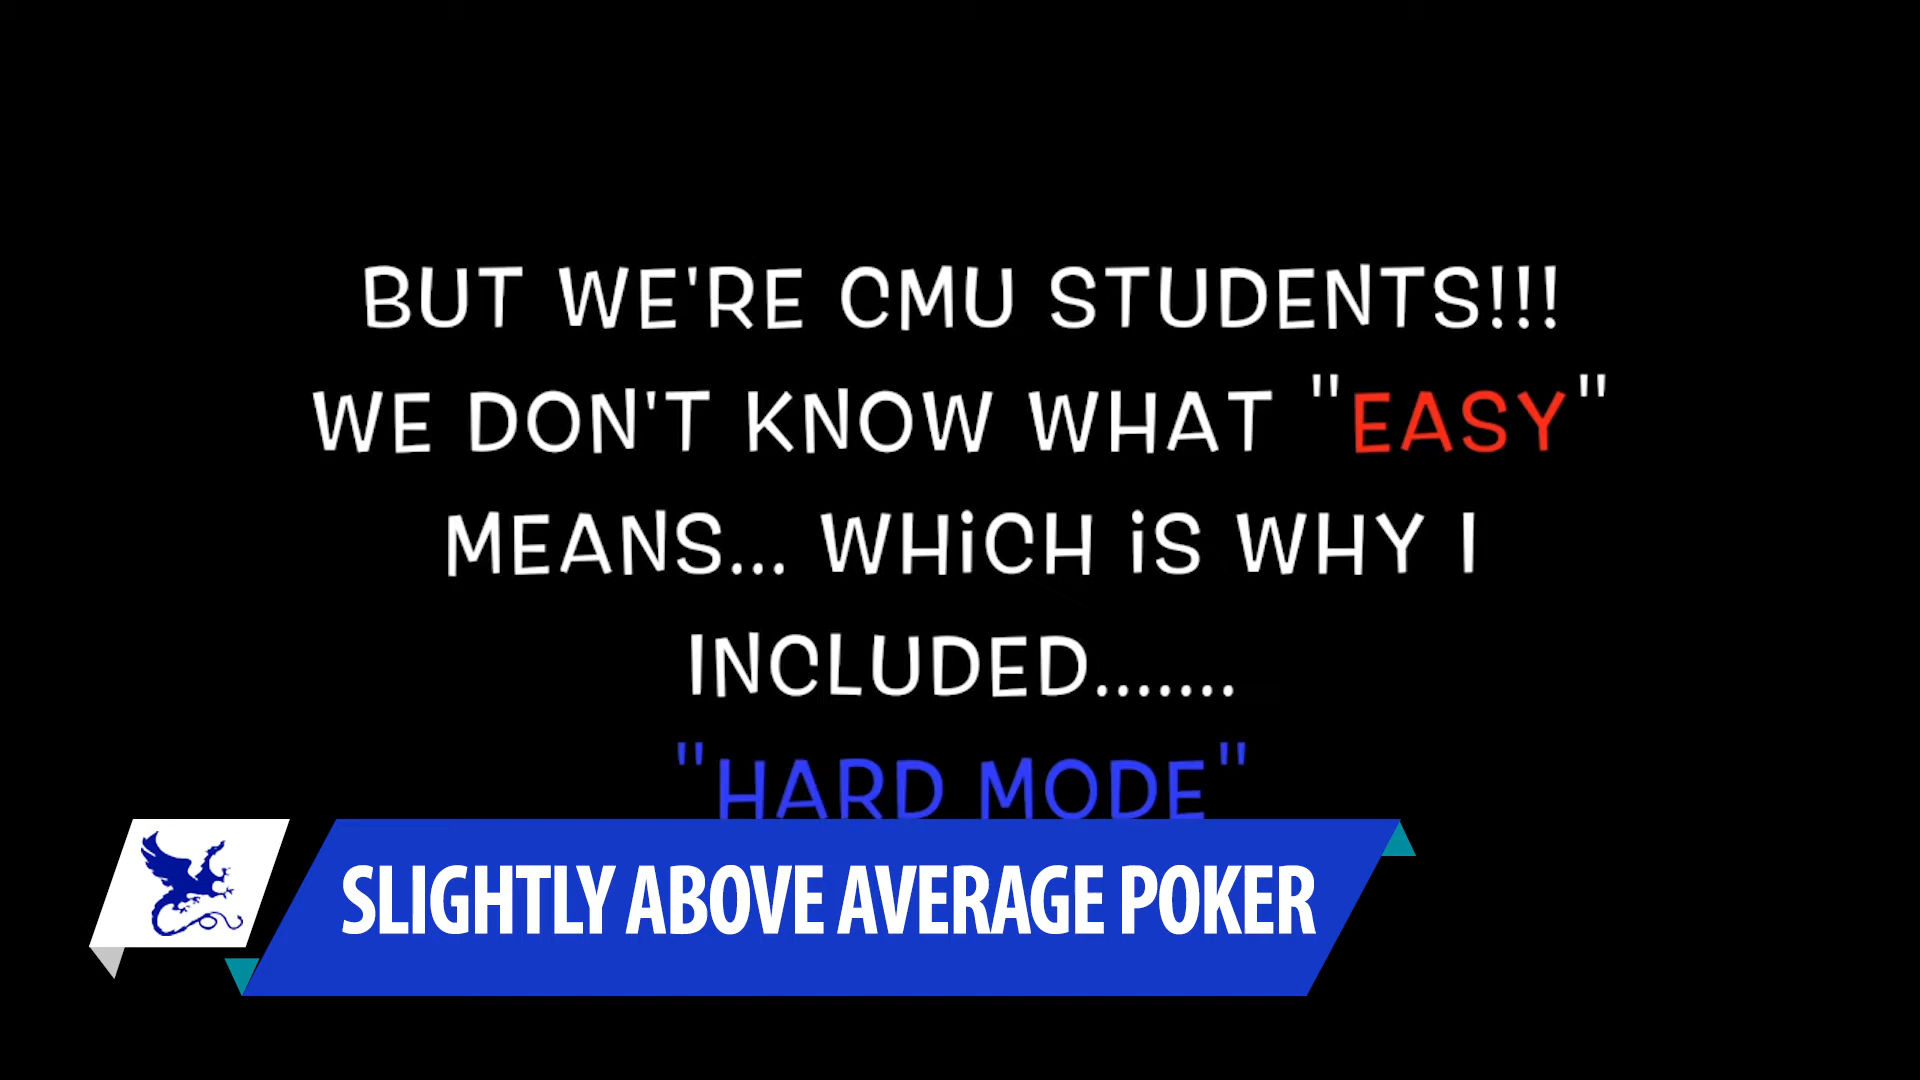 BUT WE'RE CMU STUDENTS!!!
WE DON'T KNOW WHAT "EASY"
MEANS... WHiCH iS WHY I
INCLUDED.......
"HARD MODE"
SLIGHTLY ABOVE AVERAGE POKER